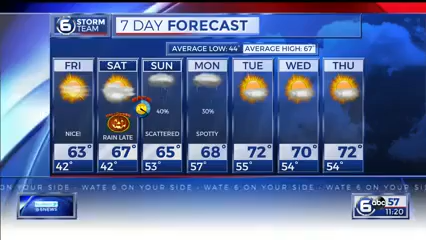 6 STORM TEAM
7 DAY FORECAST
AVERAGE LOW: 44° AVERAGE HIGH: 67°
FRI SAT SUN MON TUE WED THU
40% 30%
NICE! RAIN LATE SCATTERED SPOTTY
63° 67° 65° 68° 72° 70° 72°
42° 42° 53° 57° 55° 54° 54°
ON YOUR SIDE - WATE 6 ON YOUR SIDE - WATE 6 ON YOUR SIDE
6 abc 57
11:20